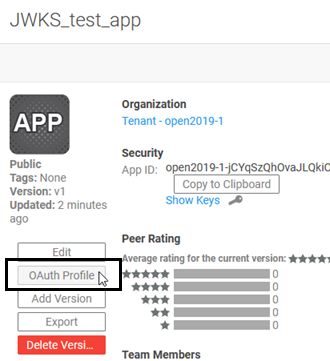 JWKS_test_app
APP
Public
Tags: None
Version: v1
Updated: 2 minutes
ago
Edit
OAuth Profile
Add Version
Export
Delete Versi...
Organization
Tenant - open2019-1
Security
App ID:
open2019-1-jCYqSzQhOvaJLQkiC
Copy to Clipboard
Show Keys
Peer Rating
Average rating for the current version:
0
0
0
0
0
Team Members